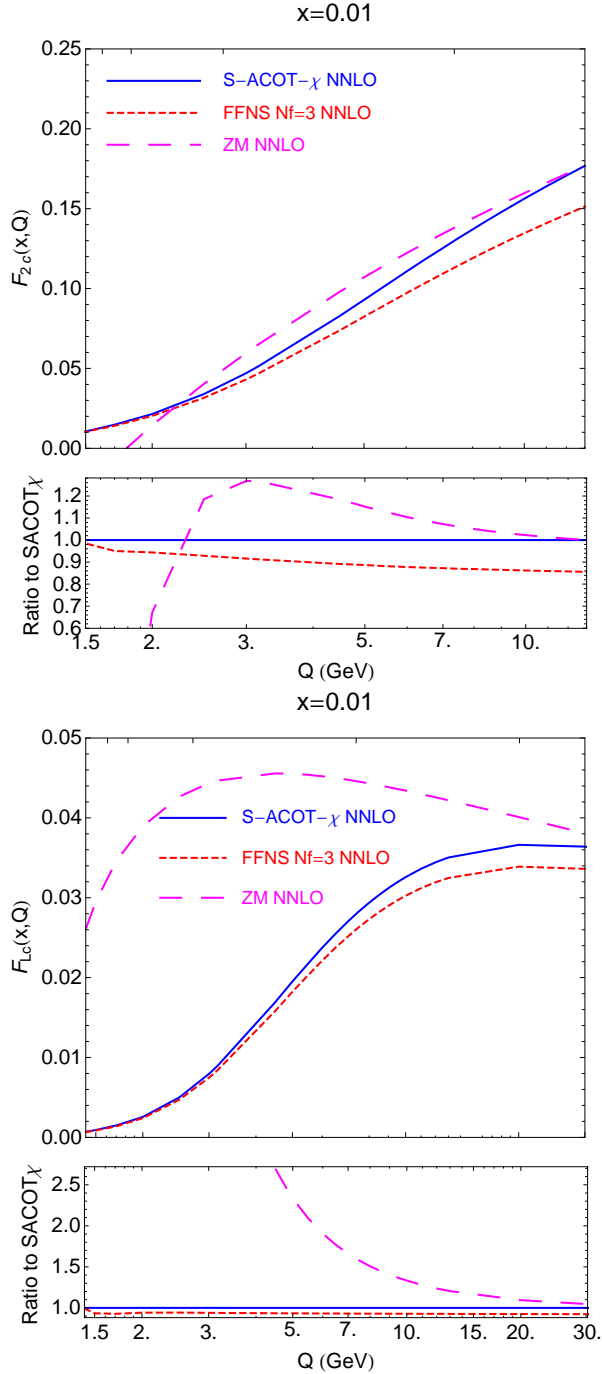 x=0.01
0.25
0.20
0.15
0.10
0.05
0.00
F2c(x,Q)
S-ACOT-χ NNLO
FFNS Nf=3 NNLO
ZM NNLO
1.2
1.1
1.0
0.9
0.8
0.7
0.6
Ratio to SACOTχ
1.5 2. 3. 5. 7. 10.
Q (GeV)
x=0.01
0.05
0.04
0.03
0.02
0.01
0.00
FLc(x,Q)
S-ACOT-χ NNLO
FFNS Nf=3 NNLO
ZM NNLO
2.5
2.0
1.5
1.0
Ratio to SACOTχ
1.5 2. 3. 5. 7. 10. 15. 20. 30.
Q (GeV)